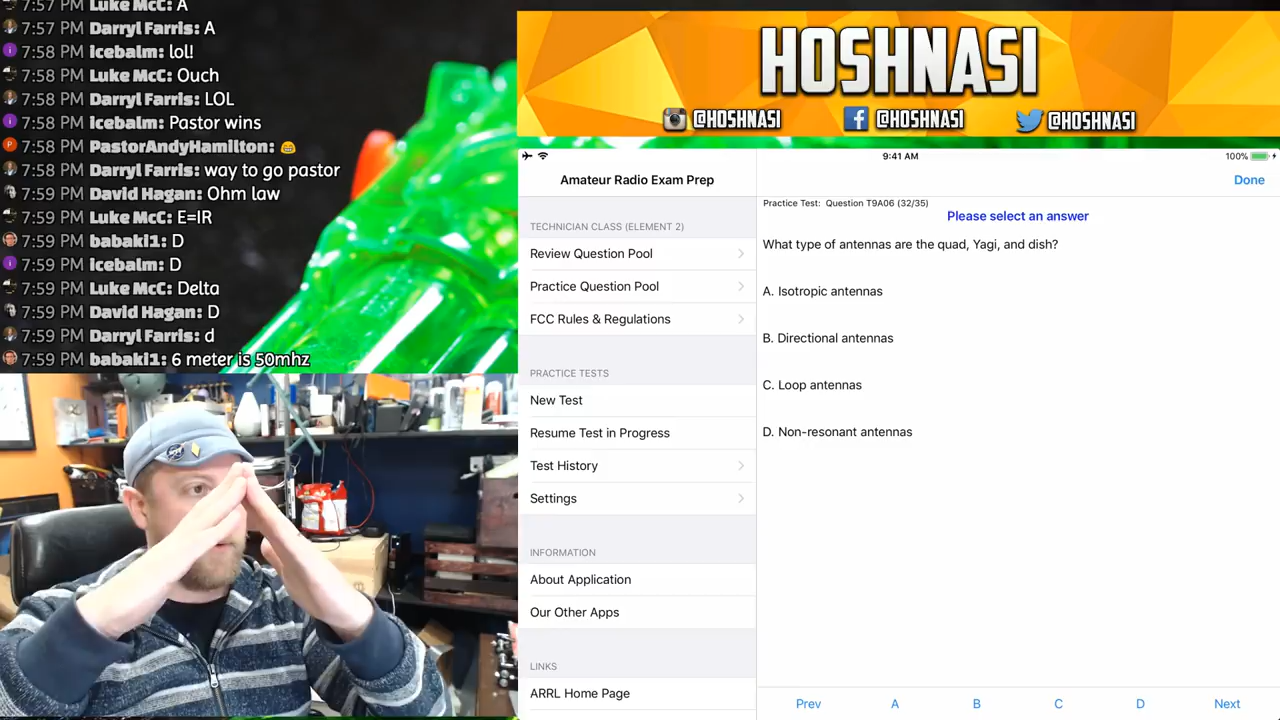 7:57 PM Luke McC: A
7:57 PM Darryl Farris: A
7:58 PM icebalm: lol!
7:58 PM Luke McC: Ouch
7:58 PM Darryl Farris: LOL
7:58 PM icebalm: Pastor wins
7:58 PM PastorAndyHamilton: 😁
7:58 PM Darryl Farris: way to go pastor
7:59 PM David Hagan: Ohm law
7:59 PM Luke McC: E=IR
7:59 PM babaki1: D
7:59 PM icebalm: D
7:59 PM Luke McC: Delta
7:59 PM David Hagan: D
7:59 PM Darryl Farris: d
7:59 PM babaki1: 6 meter is 50mhz
HOSHNASI
@HOSHNASI @HOSHNASI @HOSHNASI
9:41 AM 100%
Amateur Radio Exam Prep
TECHNICIAN CLASS (ELEMENT 2)
Review Question Pool
Practice Question Pool
FCC Rules & Regulations
PRACTICE TESTS
New Test
Resume Test in Progress
Test History
Settings
INFORMATION
About Application
Our Other Apps
LINKS
ARRL Home Page
Done
Practice Test: Question T9A06 (32/35)
Please select an answer
What type of antennas are the quad, Yagi, and dish?
A. Isotropic antennas
B. Directional antennas
C. Loop antennas
D. Non-resonant antennas
Prev A B C D Next